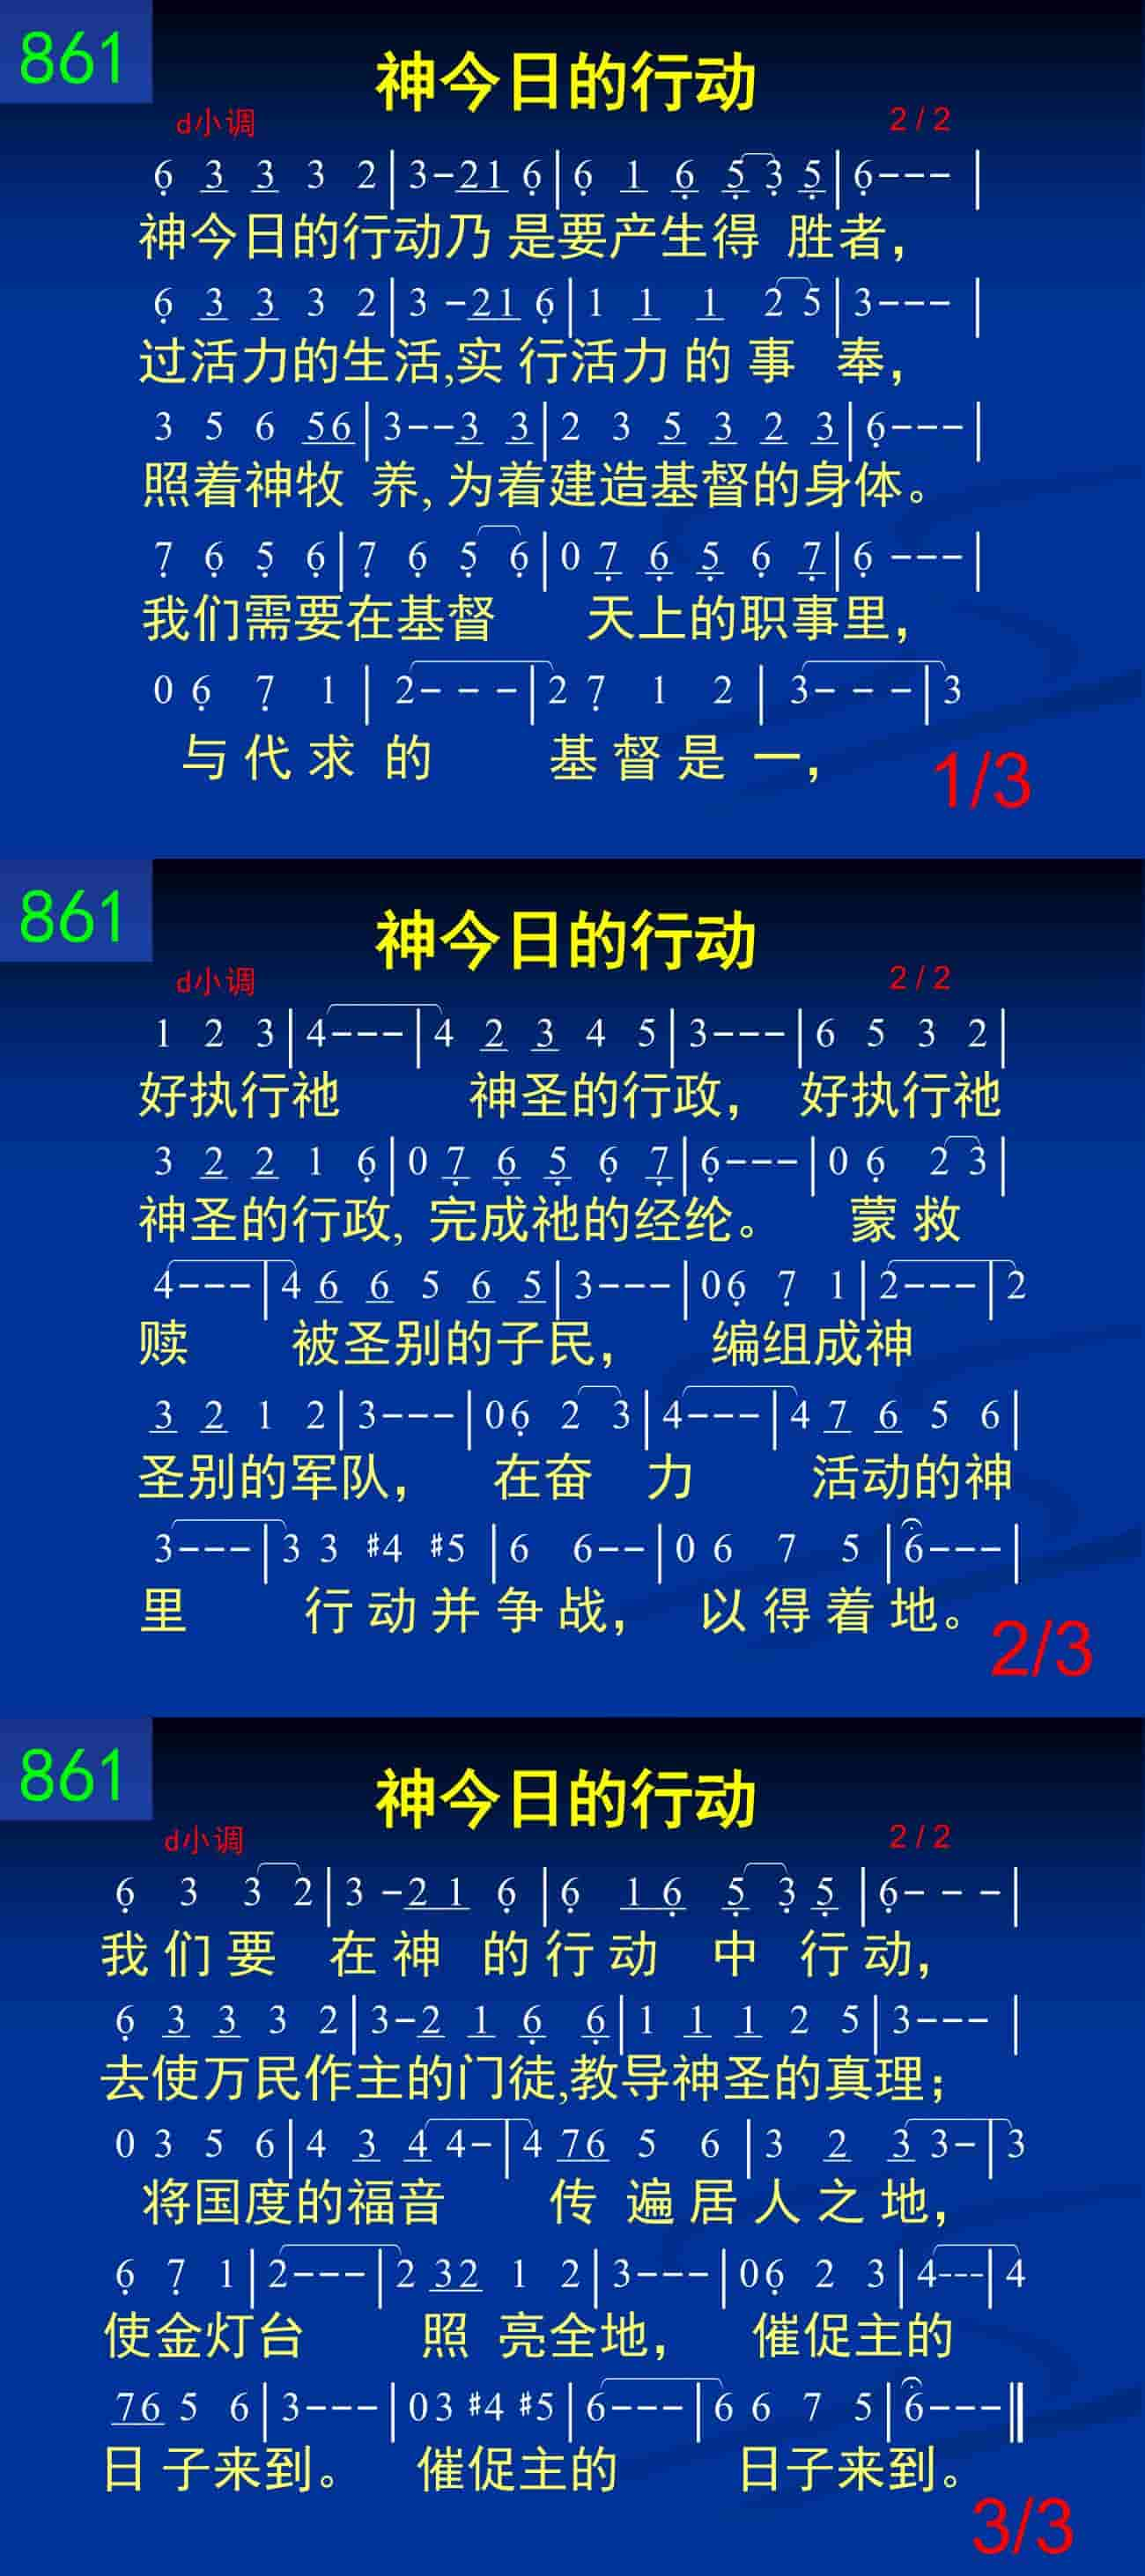 861
神今日的行动
d小调 2 / 2
6 3 3 3 2|3-21 6|6 1 6 5 3 5|6--- |
神今日的行动乃 是要产生得 胜者，
6 3 3 3 2|3 -21 6|1 1 1 2 5|3--- |
过活力的生活,实 行活力 的 事 奉，
3 5 6 56|3--3 3|2 3 5 3 2 3|6---|
照着神牧 养, 为着建造基督的身体。
7 6 5 6|7 6 5 6|0 7 6 5 6 7|6 ---|
我们需要在基督 天上的职事里，
0 6 7 1 | 2- - -|2 7 1 2 | 3- - -|3
与 代 求 的 基 督 是 一，
1/3
861
神今日的行动
d小调 2 / 2
1 2 3|4---|4 2 3 4 5|3---|6 5 3 2|
好执行祂 神圣的行政， 好执行祂
3 2 2 1 6|0 7 6 5 6 7|6---|0 6 2 3|
神圣的行政, 完成祂的经纶。 蒙 救
4---|4 6 6 5 6 5|3---|06 7 1|2---|2
赎 被圣别的子民， 编组成神
3 2 1 2|3---|06 2 3|4---|4 7 6 5 6|
圣别的军队， 在奋 力 活动的神
3---|3 3 #4 #5 |6 6--|0 6 7 5 |6---|
里 行 动 并 争 战， 以 得 着 地。
2/3
861
神今日的行动
d小调 2 / 2
6 3 3 2|3 -2 1 6|6 1 6 5 3 5|6- - -|
我 们 要 在 神 的 行 动 中 行 动，
6 3 3 3 2|3-2 1 6 6|1 1 1 2 5|3--- |
去使万民作主的门徒,教导神圣的真理；
0 3 5 6|4 3 4 4-|4 76 5 6|3 2 3 3-|3
将国度的福音 传 遍 居 人 之 地，
6 7 1|2---|2 32 1 2|3---|06 2 3|4---|4
使金灯台 照 亮全地， 催促主的
76 5 6|3---|03 #4 #5|6---|6 6 7 5|6---‖
日 子来到。 催促主的 日子来到。
3/3